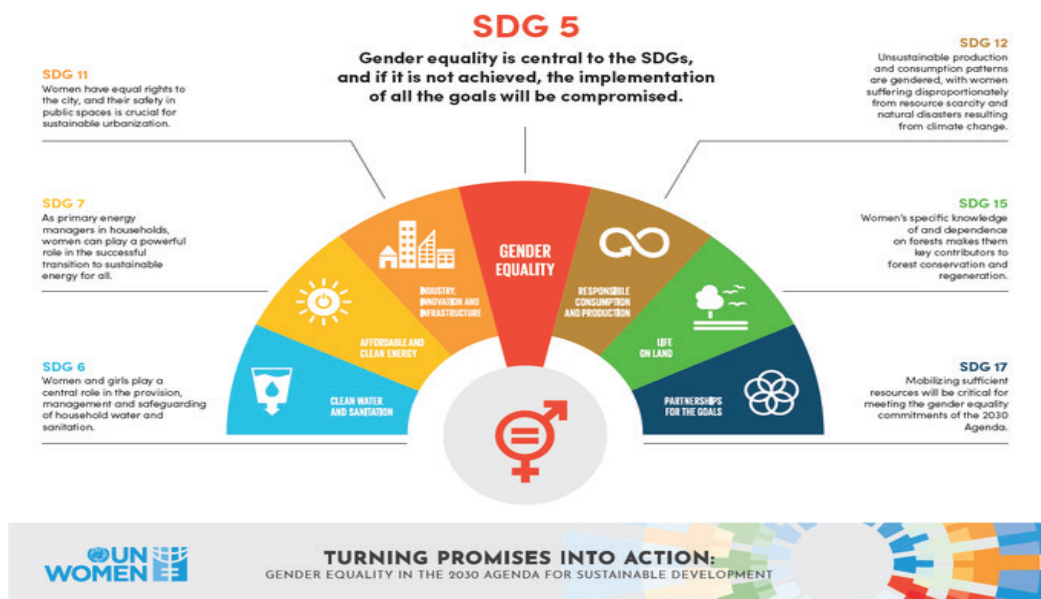 SDG 5
Gender equality is central to the SDGs,
and if it is not achieved, the implementation
of all the goals will be compromised.
SDG 11
Women have equal rights to
the city, and their safety in
public spaces is crucial for
sustainable urbanization.
SDG 7
As primary energy
managers in households,
women can play a powerful
role in the successful
transition to sustainable
energy for all.
SDG 6
Women and girls play a
central role in the provision,
management and safeguarding
of household water and
sanitation.
CLEAN WATER
AND SANITATION
AFFORDABLE AND
CLEAN ENERGY
INDUSTRY,
INNOVATION AND
INFRASTRUCTURE
GENDER
EQUALITY
RESPONSIBLE
CONSUMPTION
AND PRODUCTION
LIFE
ON LAND
PARTNERSHIPS
FOR THE GOALS
SDG 12
Unsustainable production
and consumption patterns
are gendered, with women
suffering disproportionately
from resource scarcity and
natural disasters resulting
from climate change.
SDG 15
Women's specific knowledge
of and dependence
on forests makes them
key contributors to
forest conservation and
regeneration.
SDG 17
Mobilizing sufficient
resources will be critical for
meeting the gender equality
commitments of the 2030
Agenda.
UN
WOMEN
TURNING PROMISES INTO ACTION:
GENDER EQUALITY IN THE 2030 AGENDA FOR SUSTAINABLE DEVELOPMENT